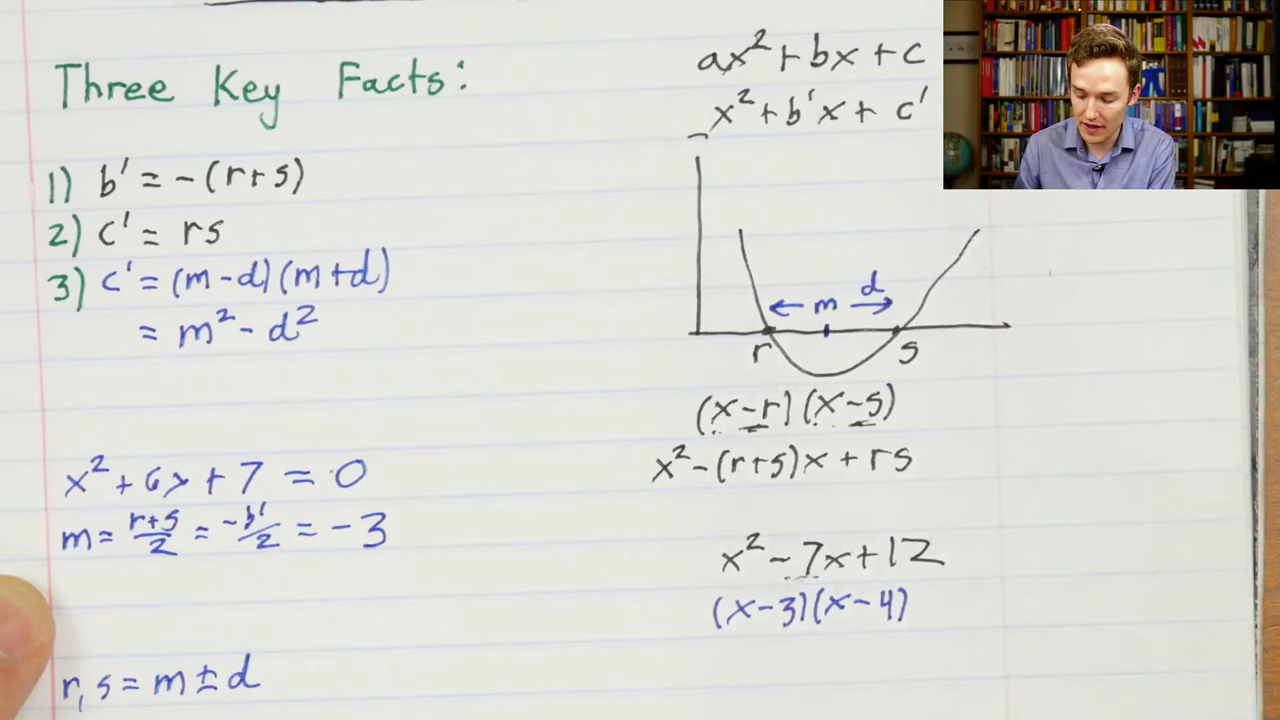 Three Key Facts:
1) b' = -(r+s)
2) c' = rs
3) c' = (m-d)(m+d)
= m² - d²
x² + 6x + 7 = 0
m = r+s/2 = -b'/2 = -3
r, s = m ± d
ax² + bx + c
x² + b'x + c'
← m d →
r s
(x-r)(x-s)
x² - (r+s)x + rs
x² - 7x + 12
(x-3)(x-4)